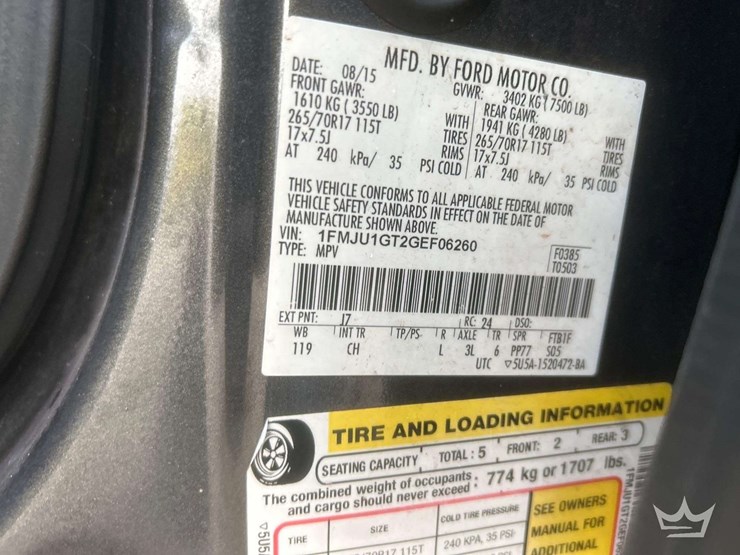 MFD. BY FORD MOTOR CO.
DATE: 08/15 GVWR: 3402 KG ( 7500 LB)
FRONT GAWR: REAR GAWR:
1610 KG ( 3550 LB) WITH 1941 KG ( 4280 LB) WITH
265/70R17 115T TIRES 265/70R17 115T TIRES
17x7.5J RIMS 17x7.5J RIMS
AT 240 kPa/ 35 PSI COLD AT 240 kPa/ 35 PSI COLD
THIS VEHICLE CONFORMS TO ALL APPLICABLE FEDERAL MOTOR
VEHICLE SAFETY STANDARDS IN EFFECT ON THE DATE OF
MANUFACTURE SHOWN ABOVE.
VIN: 1FMJU1GT2GEF06260
TYPE: MPV
F0385
T0503
EXT PNT: J7 RC: 24 DSO:
WB INT TR TP/PS R AXLE TR SPR FTBTF
119 CH L 3L 6 PP77 S05
UTC ▽5U5A-1520472-BA
TIRE AND LOADING INFORMATION
SEATING CAPACITY TOTAL: 5 FRONT: 2 REAR: 3
The combined weight of occupants : 774 kg or 1707 lbs.
and cargo should never exceed
TIRE SIZE COLD TIRE PRESSURE SEE OWNERS
MANUAL FOR
70R17 115T 240 KPA, 35 PSI ADDITIONAL
▽5U5